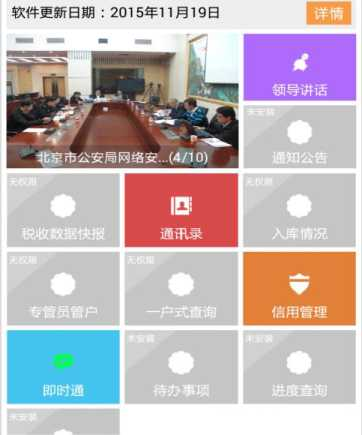 软件更新日期：2015年11月19日
详情
北京市公安局网络安...(4/10)
领导讲话
未安装
通知公告
无权限
税收数据快报
通讯录
无权限
入库情况
无权限
专管员管户
无权限
一户式查询
信用管理
即时通
未安装
待办事项
未安装
进度查询
未安装